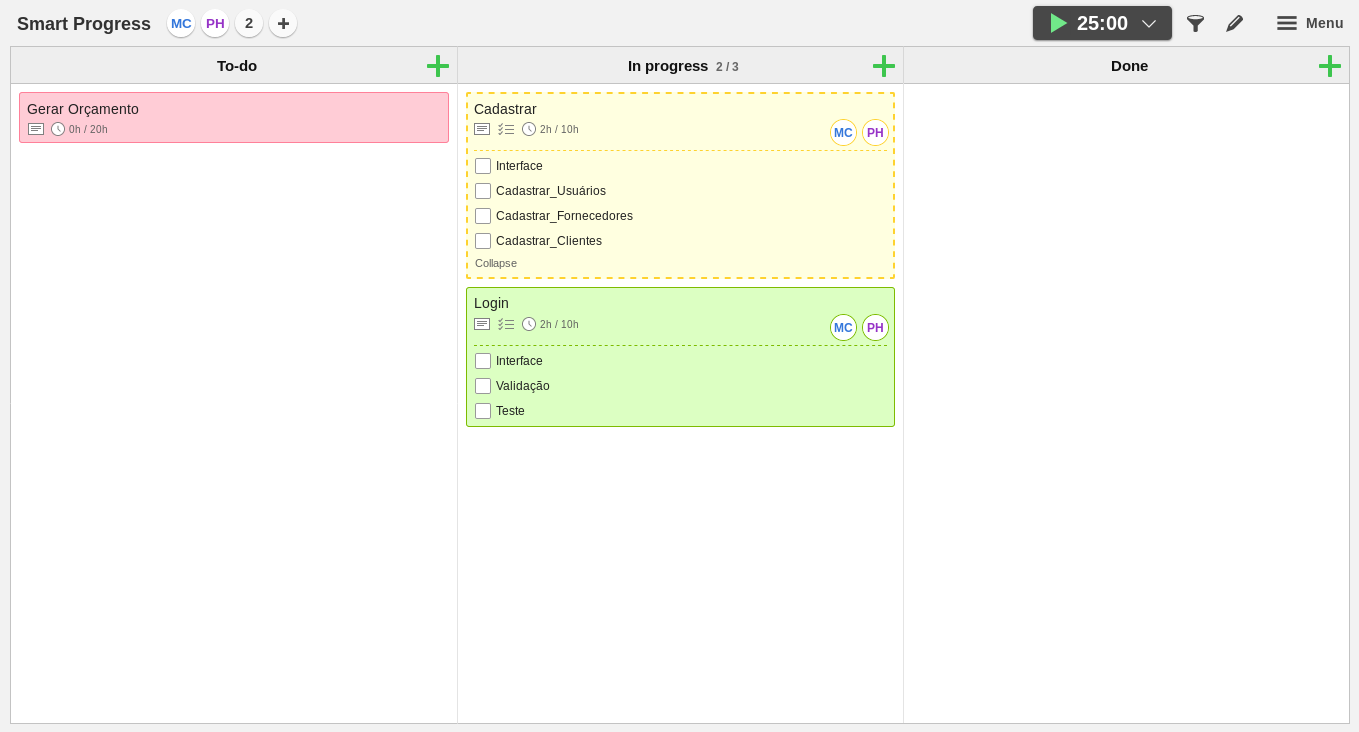 Smart Progress MC PH 2 25:00 Menu
To-do In progress 2 / 3 Done
Gerar Orçamento
0h / 20h
Cadastrar
2h / 10h MC PH
Interface
Cadastrar_Usuários
Cadastrar_Fornecedores
Cadastrar_Clientes
Collapse
Login
2h / 10h MC PH
Interface
Validação
Teste